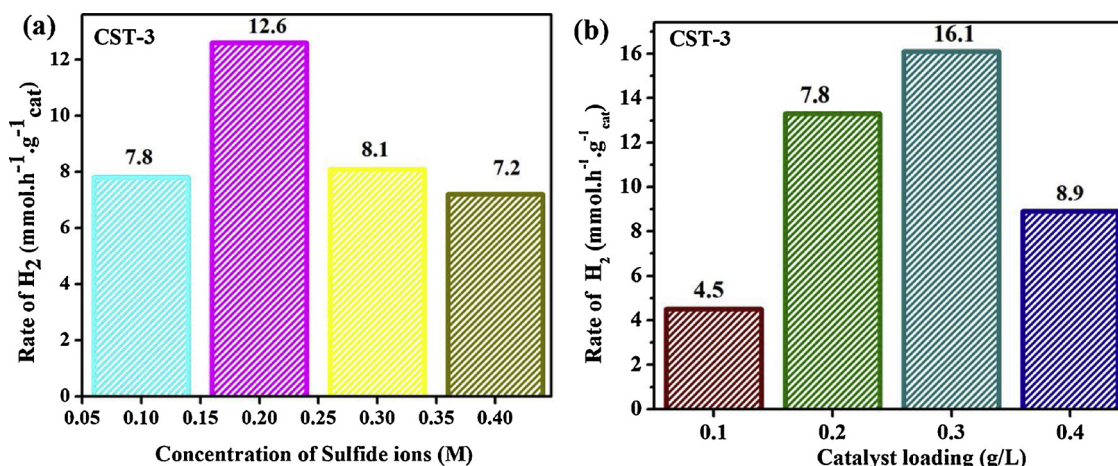 (a)
CST-3
12.6
7.8
8.1
7.2
12
10
8
6
4
2
0
0.05 0.10 0.15 0.20 0.25 0.30 0.35 0.40
Rate of H₂ (mmol.h⁻¹.g⁻¹cat)
Concentration of Sulfide ions (M)
(b)
CST-3
16.1
7.8
8.9
4.5
16
14
12
10
8
6
4
2
0
0.1 0.2 0.3 0.4
Rate of H₂ (mmol.h⁻¹.g⁻¹cat)
Catalyst loading (g/L)